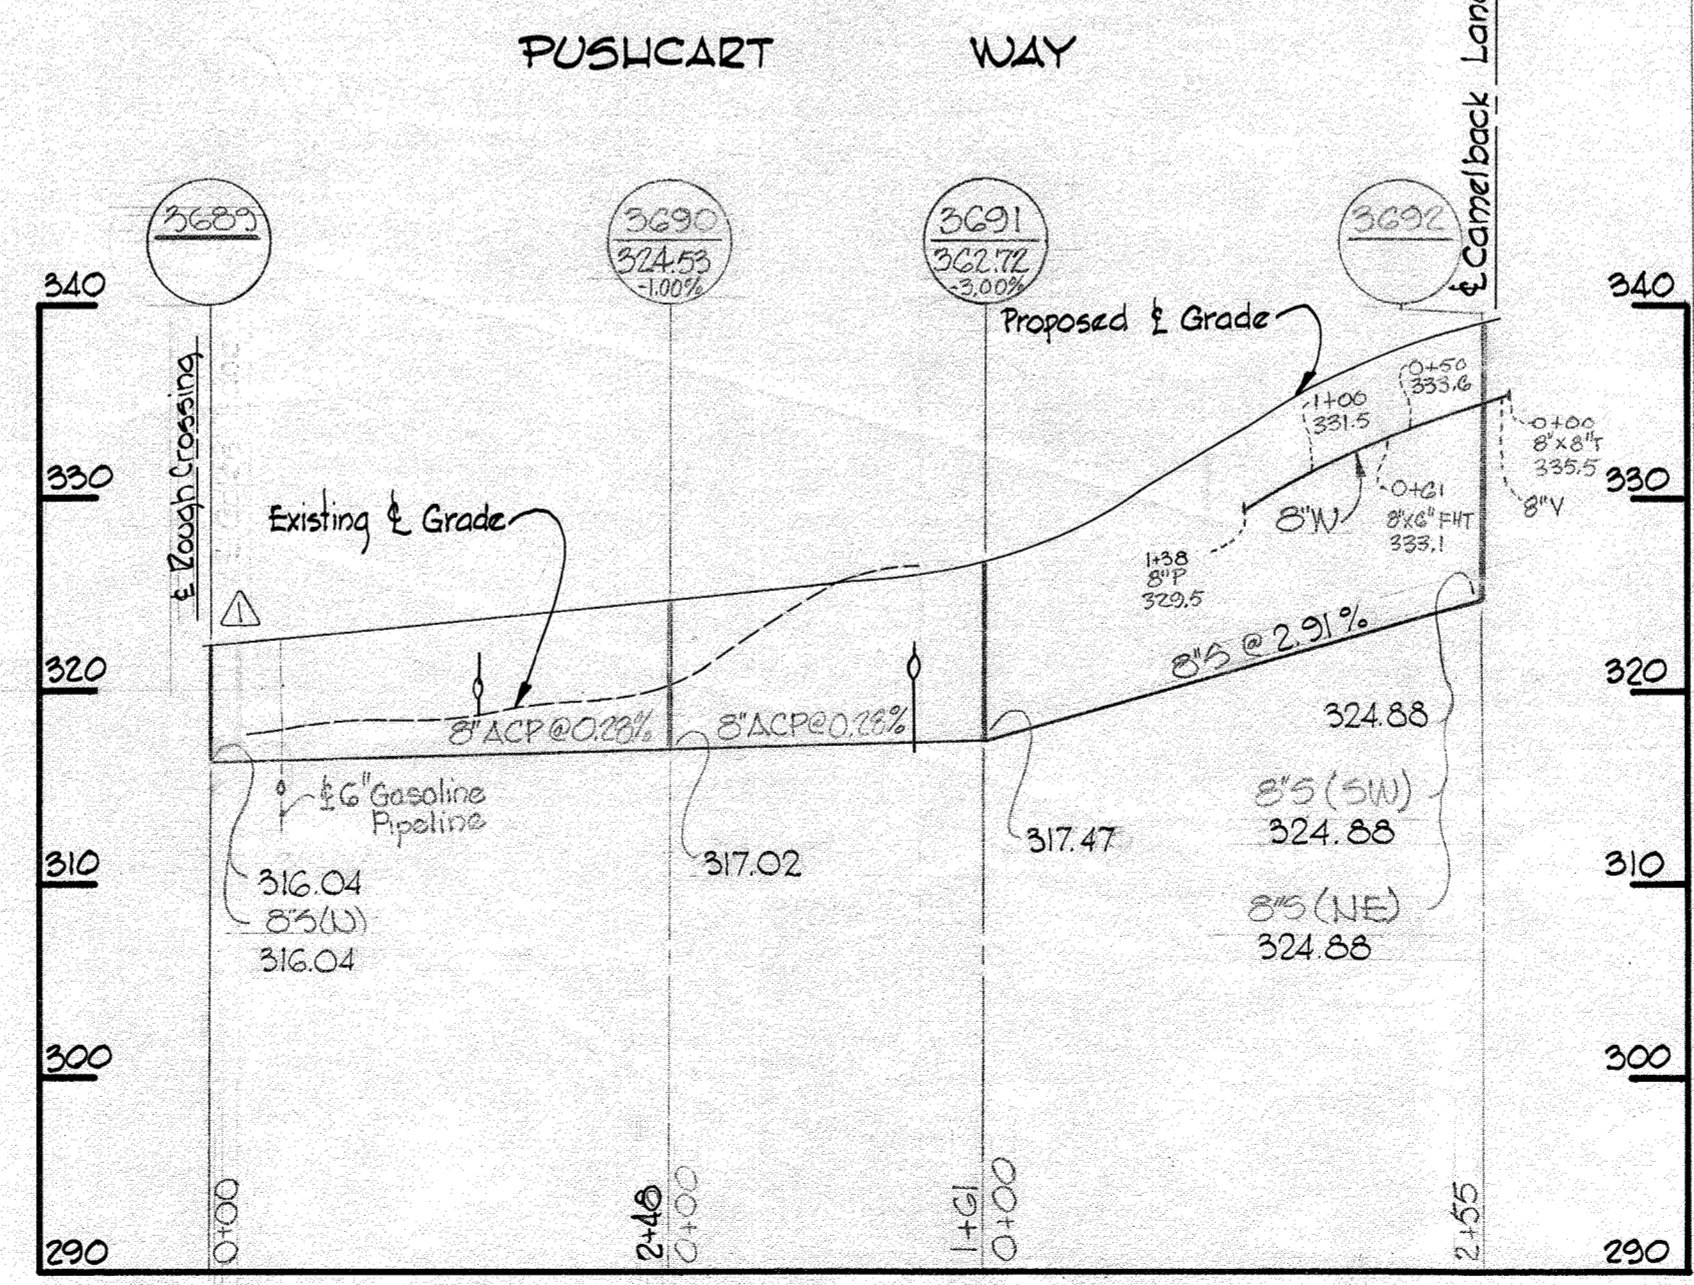 PUSHCART WAY
℄ Camelback Lane
3689
3690
324.53
-1.00%
3691
362.72
-3.00%
3692
340
340
Proposed ℄ Grade
℄ Rough Crossing
0+50
333.6
1+00
331.5
0+00
8"X8"T
335.5
330
330
8"V
Existing ℄ Grade
8"W
0+61
8"X6" FHT
333.1
1+38
8"P
329.5
1
8"S @ 2.91%
320
320
324.88
8"ACP@0.28%
8"ACP@0.28%
℄ 6" Gasoline
Pipeline
8"S (SW)
324.88
317.47
317.02
310
310
316.04
8"S(N)
316.04
8"S (NE)
324.88
300
300
0+00
2+48
0+00
1+61
0+00
2+55
290
290